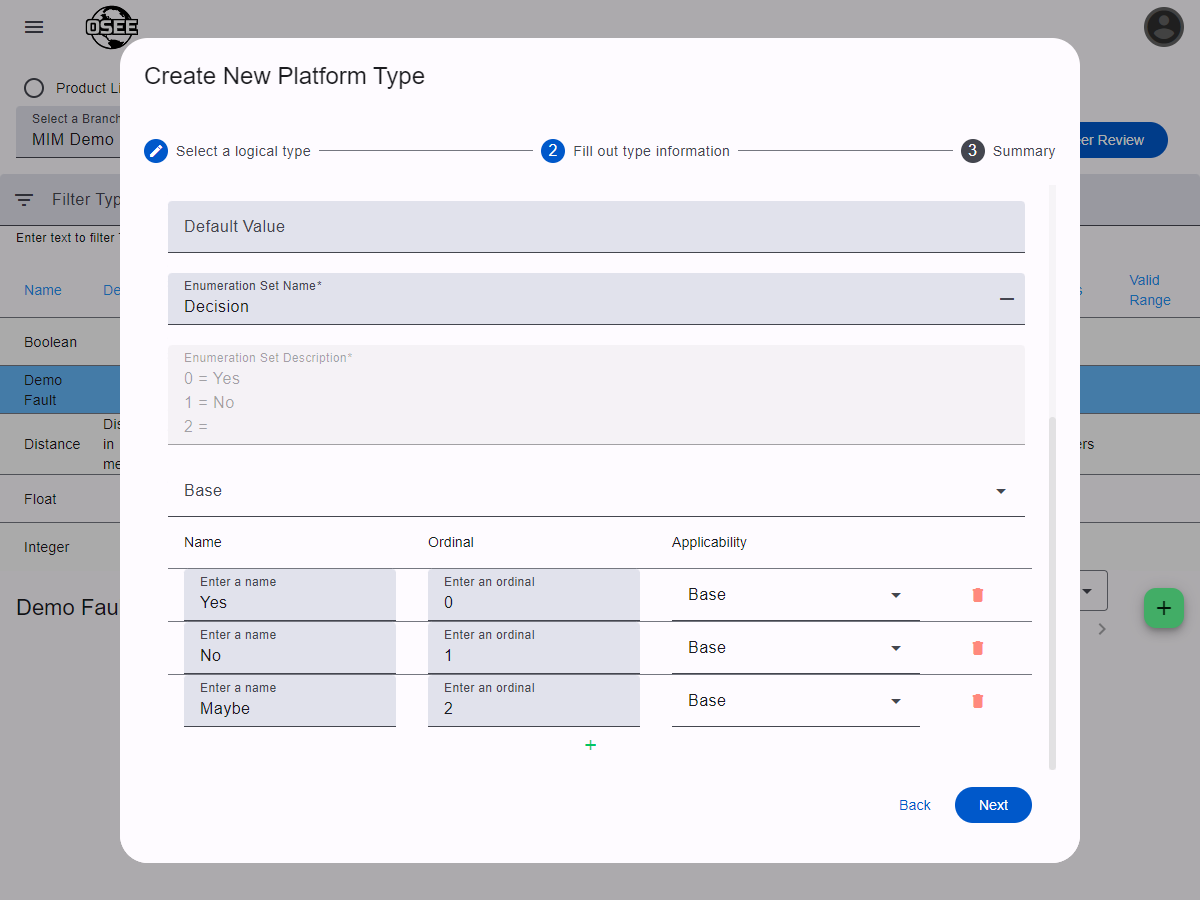 OSEE
Product Li
Select a Branch
MIM Demo
er Review
Filter Typ
Enter text to filter
Name
De
s
Valid
Range
Boolean
Demo
Fault
Distance
Dis
in
me
ers
Float
Integer
Demo Fau
Create New Platform Type
Select a logical type
2
Fill out type information
3
Summary
Default Value
Enumeration Set Name*
Decision
Enumeration Set Description*
0 = Yes
1 = No
2 =
Base
Name Ordinal Applicability
Enter a name Enter an ordinal
Yes 0 Base
Enter a name Enter an ordinal
No 1 Base
Enter a name Enter an ordinal
Maybe 2 Base
+
Back Next